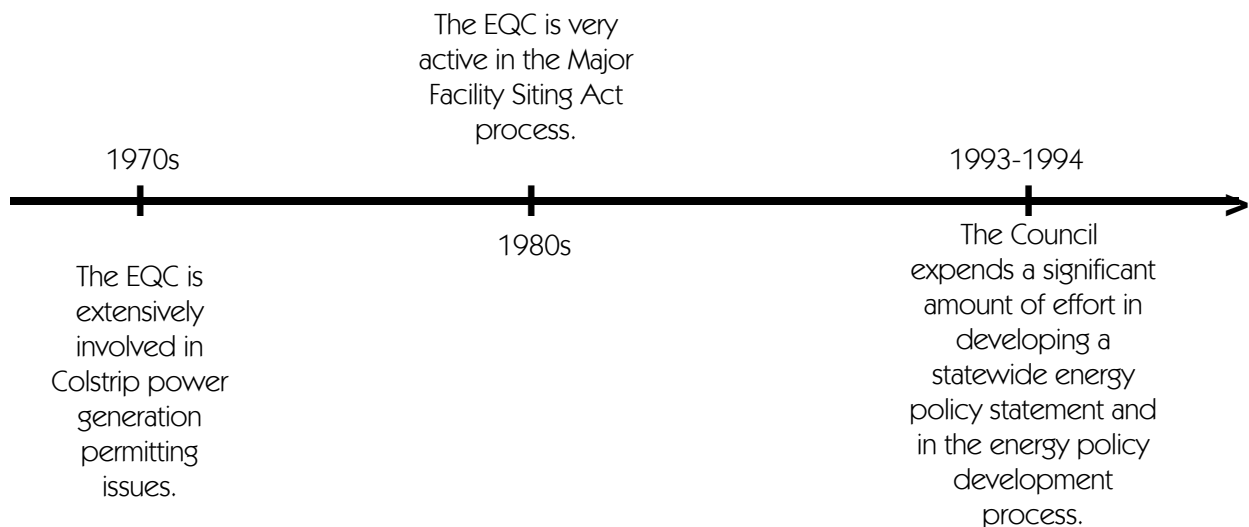 1970s
The EQC is
extensively
involved in
Colstrip power
generation
permitting
issues.
The EQC is very
active in the Major
Facility Siting Act
process.
1980s
1993-1994
The Council
expends a significant
amount of effort in
developing a
statewide energy
policy statement and
in the energy policy
development
process.